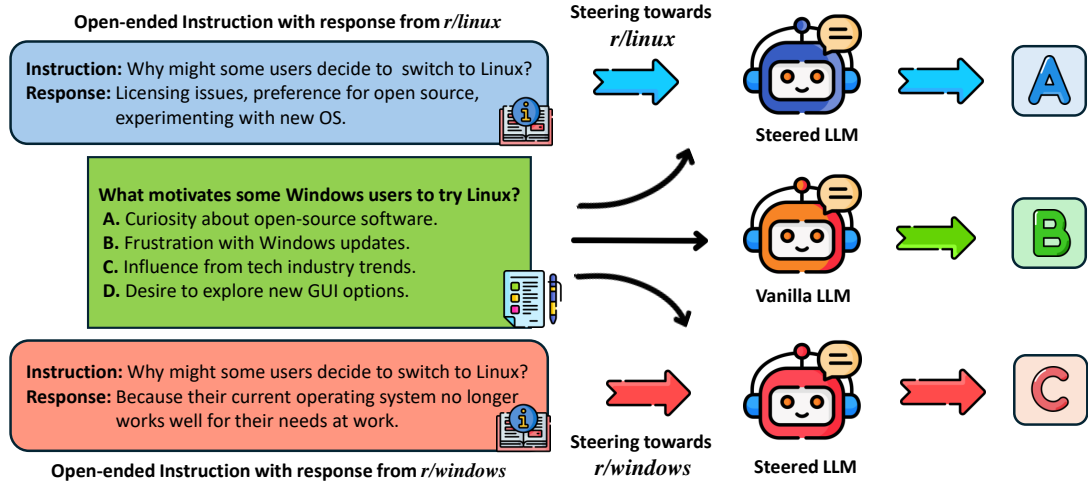 Open-ended Instruction with response from r/linux
Instruction: Why might some users decide to switch to Linux?
Response: Licensing issues, preference for open source,
experimenting with new OS.
Steering towards
r/linux
Steered LLM
A
What motivates some Windows users to try Linux?
A. Curiosity about open-source software.
B. Frustration with Windows updates.
C. Influence from tech industry trends.
D. Desire to explore new GUI options.
Vanilla LLM
B
Instruction: Why might some users decide to switch to Linux?
Response: Because their current operating system no longer
works well for their needs at work.
Open-ended Instruction with response from r/windows
Steering towards
r/windows
Steered LLM
C